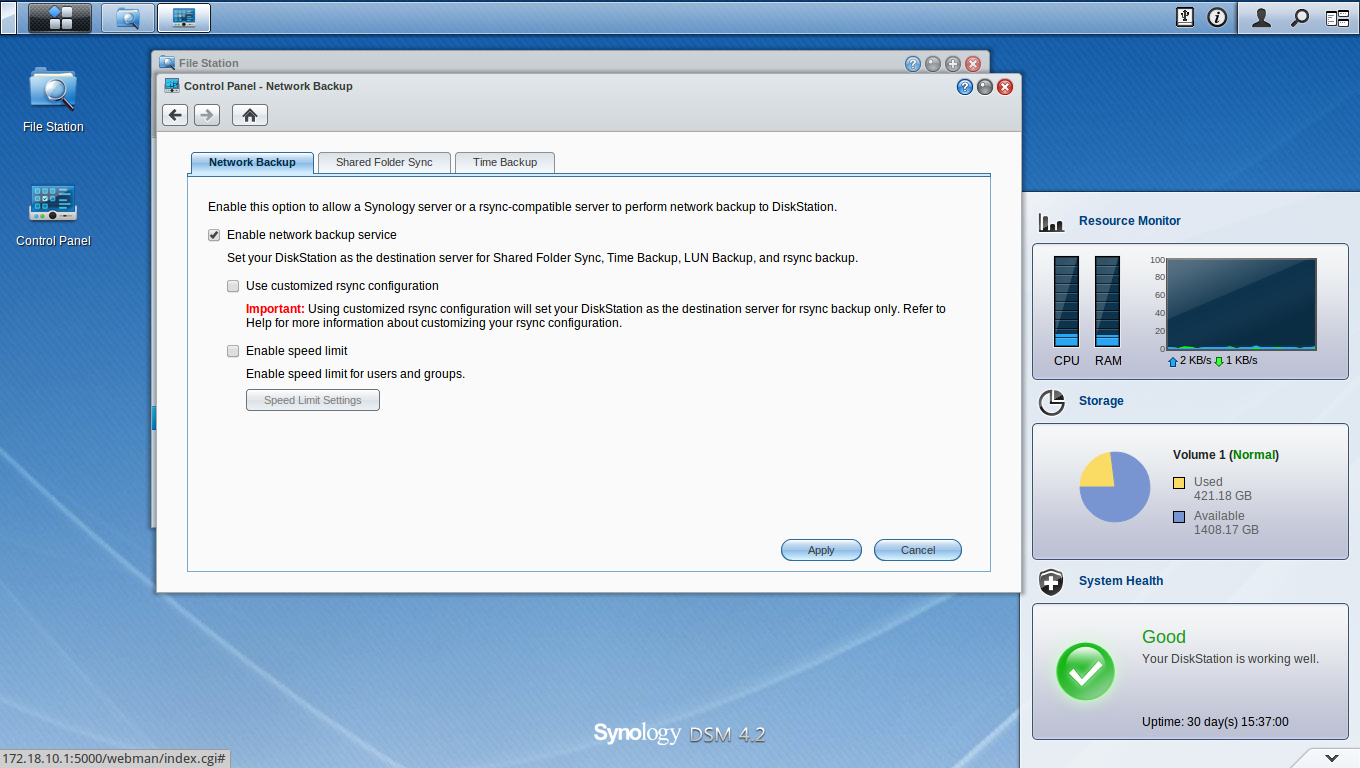 File Station
Control Panel - Network Backup
File Station
Control Panel
Network Backup
Shared Folder Sync
Time Backup
Enable this option to allow a Synology server or a rsync-compatible server to perform network backup to DiskStation.
Enable network backup service
Set your DiskStation as the destination server for Shared Folder Sync, Time Backup, LUN Backup, and rsync backup.
Use customized rsync configuration
Important: Using customized rsync configuration will set your DiskStation as the destination server for rsync backup only. Refer to
Help for more information about customizing your rsync configuration.
Enable speed limit
Enable speed limit for users and groups.
Speed Limit Settings
Apply
Cancel
Resource Monitor
100
80
60
40
20
0
CPU
RAM
2 KB/s
1 KB/s
Storage
Volume 1 (Normal)
Used
421.18 GB
Available
1408.17 GB
System Health
Good
Your DiskStation is working well.
Uptime: 30 day(s) 15:37:00
Synology DSM 4.2
172.18.10.1:5000/webman/index.cgi#